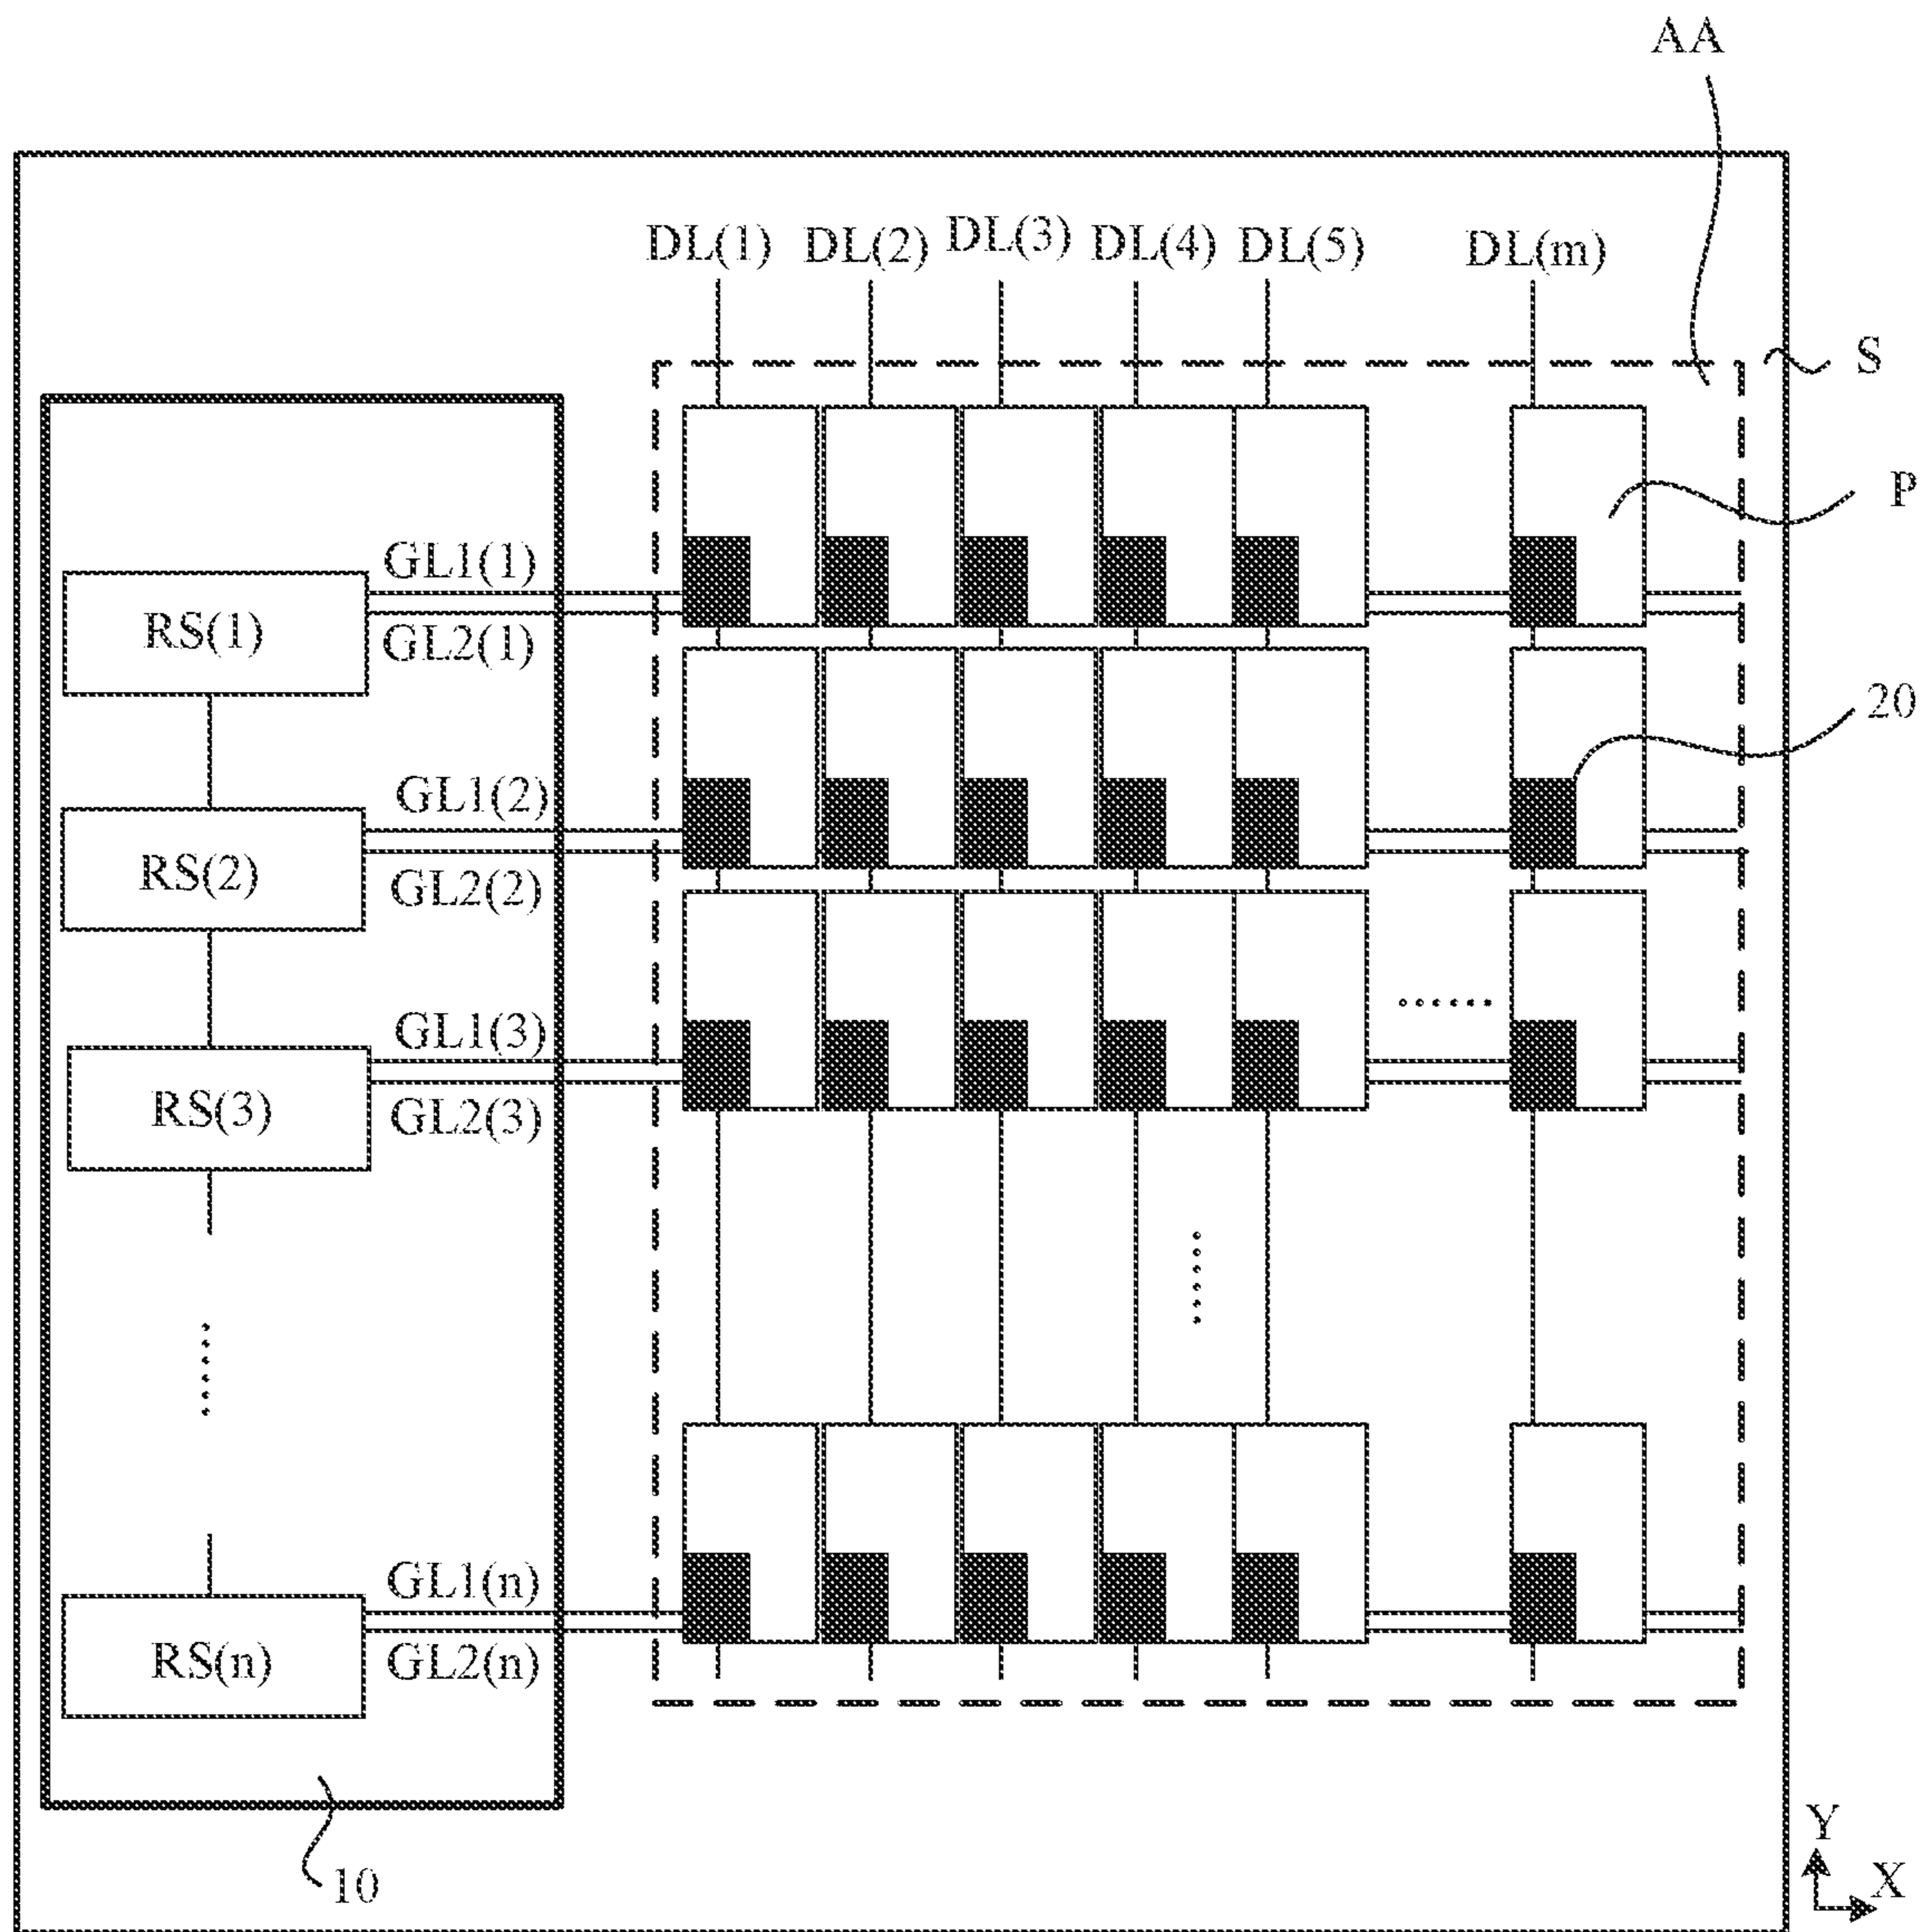 AA
DL(1) DL(2) DL(3) DL(4) DL(5) DL(m)
S
P
GL1(1)
RS(1)
GL2(1)
20
GL1(2)
RS(2)
GL2(2)
GL1(3)
RS(3)
GL2(3)
GL1(n)
RS(n)
GL2(n)
10
Y
X